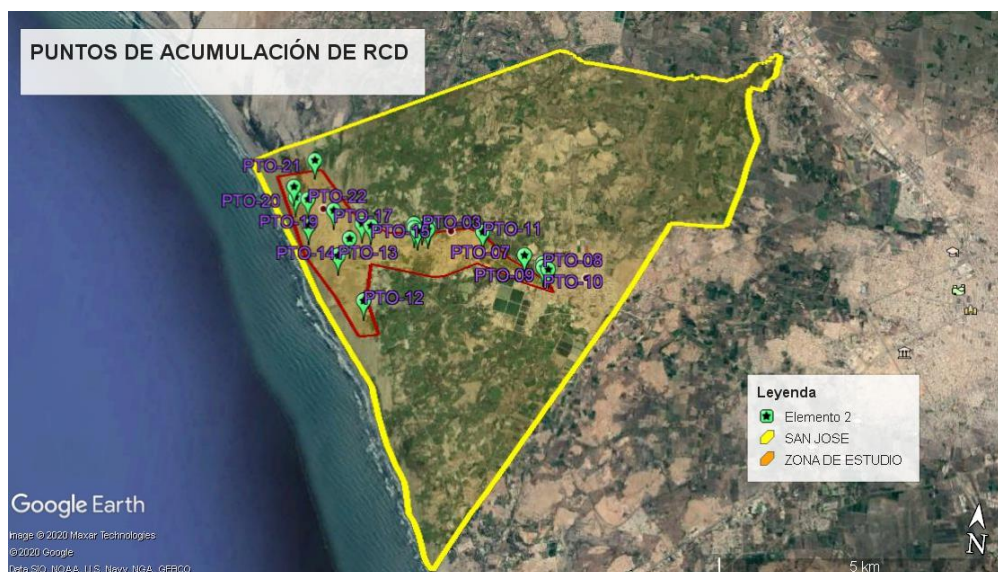 PUNTOS DE ACUMULACIÓN DE RCD
PTO-21
PTO-20
PTO-22
PTO-19
PTO-17
PTO-15
PTO-03
PTO-11
PTO-14
PTO-13
PTO-07
PTO-08
PTO-09
PTO-10
PTO-12
Leyenda
Elemento 2
SAN JOSE
ZONA DE ESTUDIO
Google Earth
Image © 2020 Maxar Technologies
©2020 Google
Data SIO, NOAA, U.S. Navy, NGA, GEBCO
N
5 km